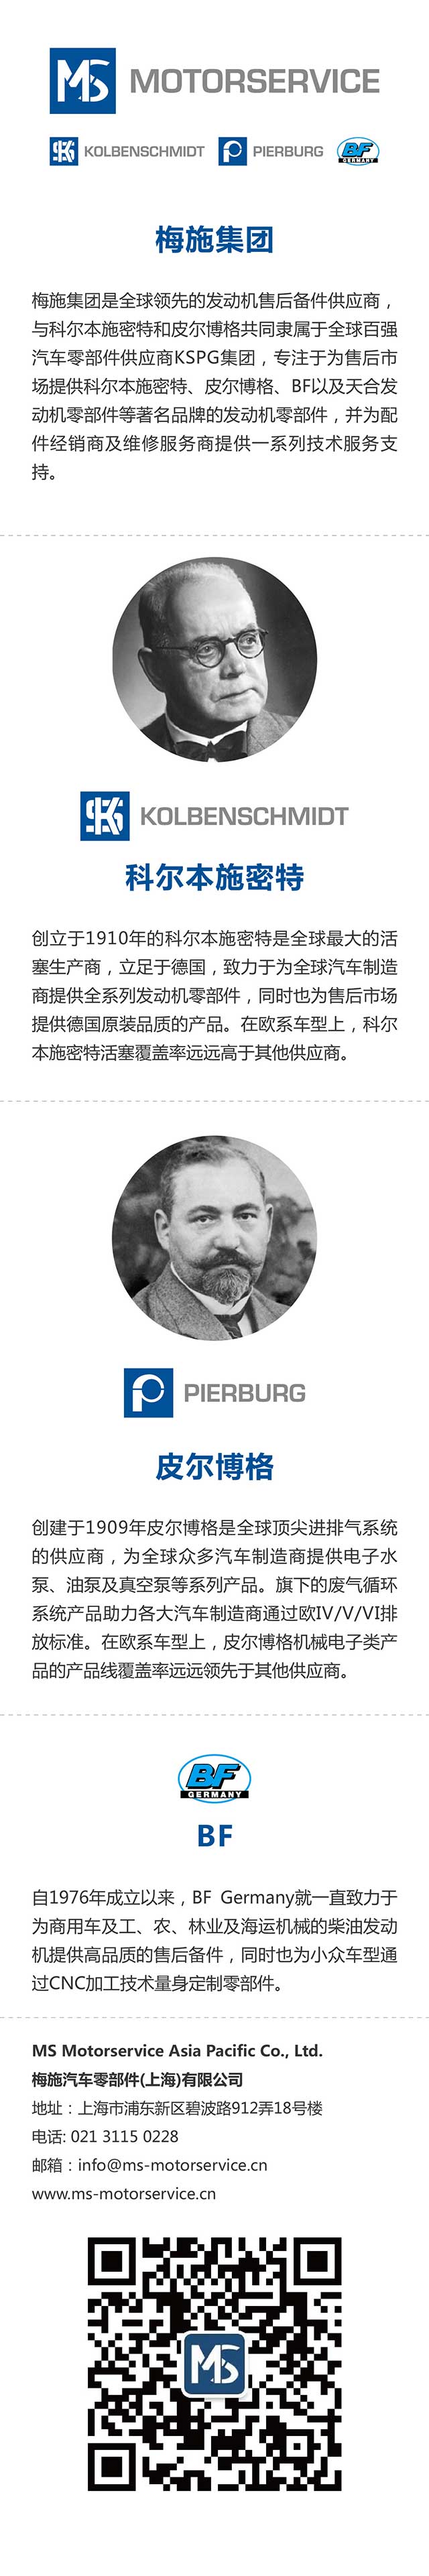 MS MOTORSERVICE
KOLBENSCHMIDT PIERBURG BF GERMANY
梅施集团
梅施集团是全球领先的发动机售后备件供应商，
与科尔本施密特和皮尔博格共同隶属于全球百强
汽车零部件供应商KSPG集团，专注于为售后市
场提供科尔本施密特、皮尔博格、BF以及天合发
动机零部件等著名品牌的发动机零部件，并为配
件经销商及维修服务商提供一系列技术服务支
持。
KOLBENSCHMIDT
科尔本施密特
创立于1910年的科尔本施密特是全球最大的活
塞生产商，立足于德国，致力于为全球汽车制造
商提供全系列发动机零部件，同时也为售后市场
提供德国原装品质的产品。在欧系车型上，科尔
本施密特活塞覆盖率远远高于其他供应商。
PIERBURG
皮尔博格
创建于1909年皮尔博格是全球顶尖进排气系统
的供应商，为全球众多汽车制造商提供电子水
泵、油泵及真空泵等系列产品。旗下的废气循环
系统产品助力各大汽车制造商通过欧IV/V/VI排
放标准。在欧系车型上，皮尔博格机械电子类产
品的产品线覆盖率远远领先于其他供应商。
BF GERMANY
BF
自1976年成立以来，BF Germany就一直致力于
为商用车及工、农、林业及海运机械的柴油发动
机提供高品质的售后备件，同时也为小众车型通
过CNC加工技术量身定制零部件。
MS Motorservice Asia Pacific Co., Ltd.
梅施汽车零部件(上海)有限公司
地址：上海市浦东新区碧波路912弄18号楼
电话: 021 3115 0228
邮箱：info@ms-motorservice.cn
www.ms-motorservice.cn
MS